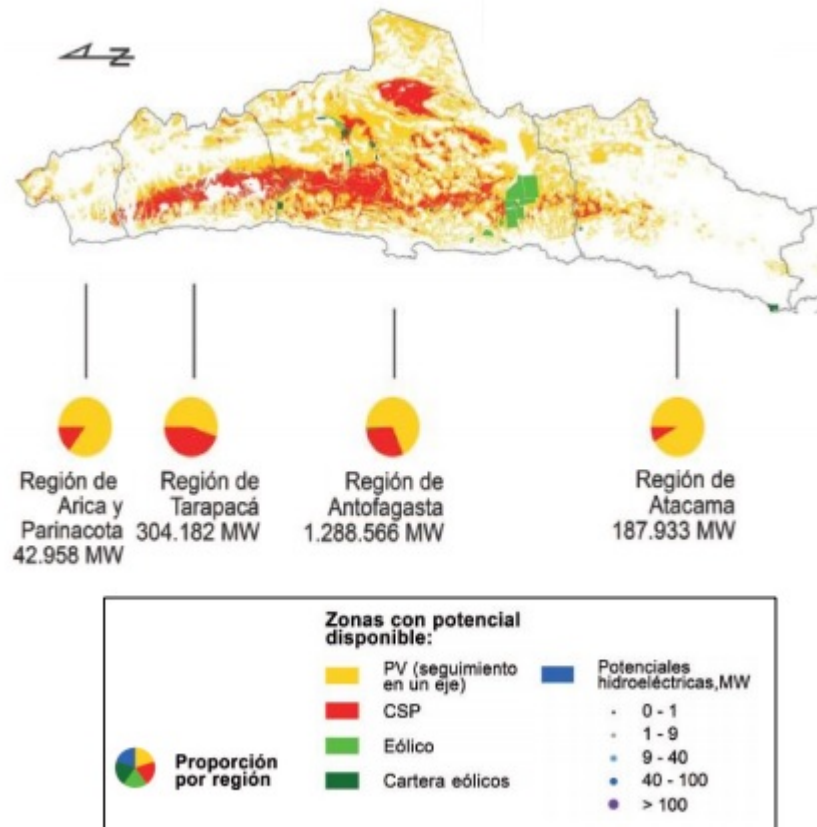 Z
Región de
Arica y
Parinacota
42.958 MW
Región de
Tarapacá
304.182 MW
Región de
Antofagasta
1.288.566 MW
Región de
Atacama
187.933 MW
Zonas con potencial
disponible:
PV (seguimiento
en un eje)
CSP
Eólico
Cartera eólicos
Potenciales
hidroeléctricas,MW
0 - 1
1 - 9
9 - 40
40 - 100
> 100
Proporción
por región